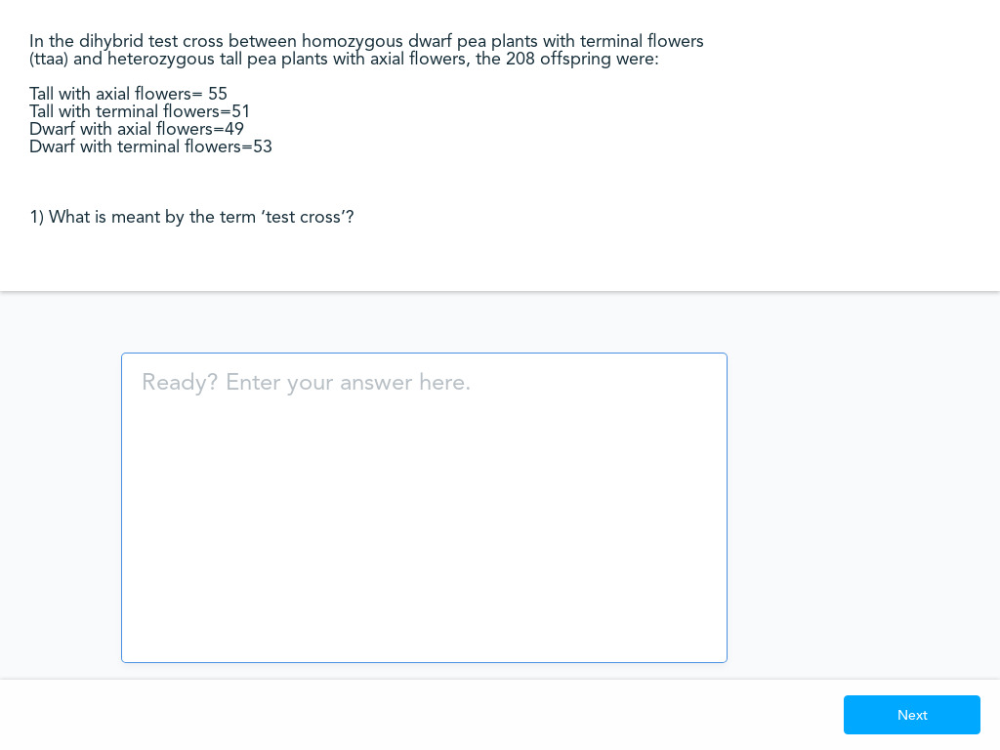 In the dihybrid test cross between homozygous dwarf pea plants with terminal flowers
(ttaa) and heterozygous tall pea plants with axial flowers, the 208 offspring were:
Tall with axial flowers= 55
Tall with terminal flowers=51
Dwarf with axial flowers=49
Dwarf with terminal flowers=53
1) What is meant by the term ‘test cross’?
Ready? Enter your answer here.
Next